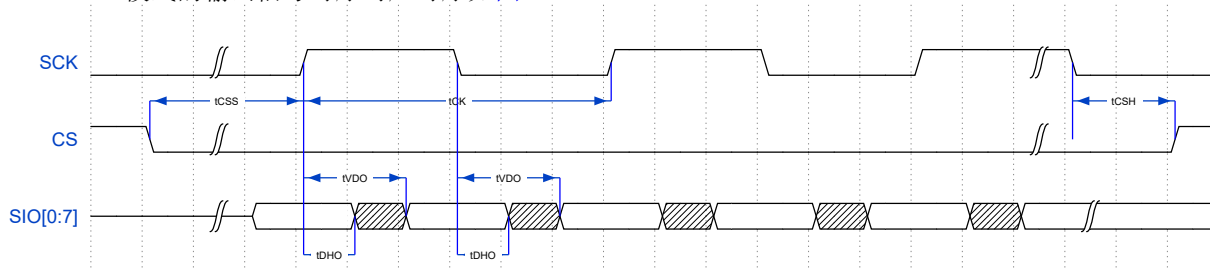 SCK
tCSS
tCK
tCSH
CS
tVDO
tVDO
SIO[0:7]
tDHO
tDHO